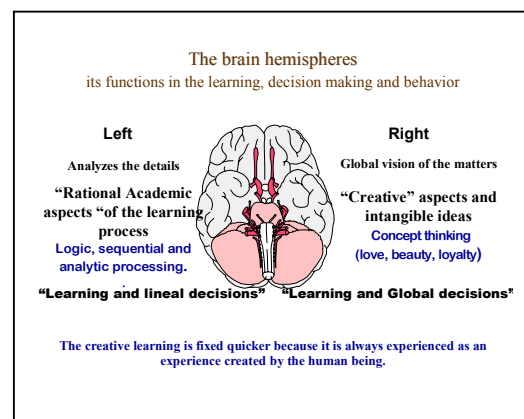 The brain hemispheres
its functions in the learning, decision making and behavior
Left
Analyzes the details
“Rational Academic
aspects “of the learning
process
Logic, sequential and
analytic processing.
.
“Learning and lineal decisions”
Right
Global vision of the matters
“Creative” aspects and
intangible ideas
Concept thinking
(love, beauty, loyalty)
“Learning and Global decisions”
The creative learning is fixed quicker because it is always experienced as an
experience created by the human being.